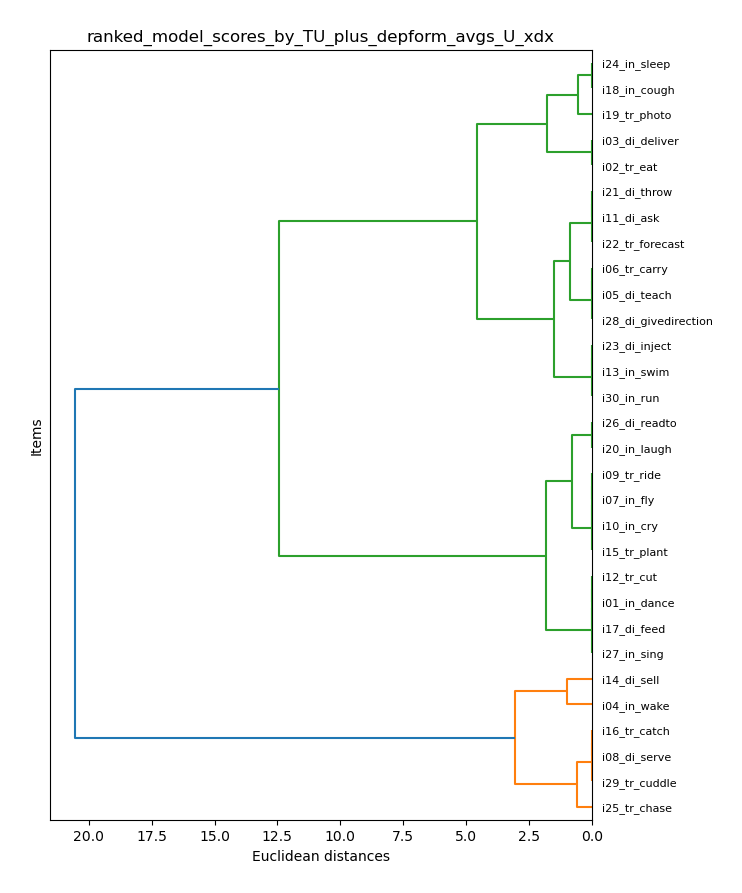 ranked_model_scores_by_TU_plus_depform_avgs_U_xdx
i24_in_sleep
i18_in_cough
i19_tr_photo
i03_di_deliver
i02_tr_eat
i21_di_throw
i11_di_ask
i22_tr_forecast
i06_tr_carry
i05_di_teach
i28_di_givedirection
i23_di_inject
i13_in_swim
i30_in_run
i26_di_readto
i20_in_laugh
i09_tr_ride
i07_in_fly
i10_in_cry
i15_tr_plant
i12_tr_cut
i01_in_dance
i17_di_feed
i27_in_sing
i14_di_sell
i04_in_wake
i16_tr_catch
i08_di_serve
i29_tr_cuddle
i25_tr_chase
Items
20.0 17.5 15.0 12.5 10.0 7.5 5.0 2.5 0.0
Euclidean distances